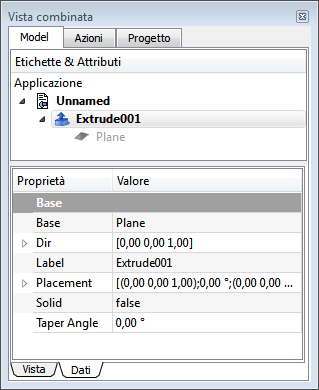 Vista combinata
Model Azioni Progetto
Etichette & Attributi
Applicazione
Unnamed
Extrude001
Plane
Proprietà Valore
Base
Base Plane
Dir [0,00 0,00 1,00]
Label Extrude001
Placement [(0,00 0,00 1,00);0,00 °;(0,00 0,00 ...
Solid false
Taper Angle 0,00 °
Vista Dati